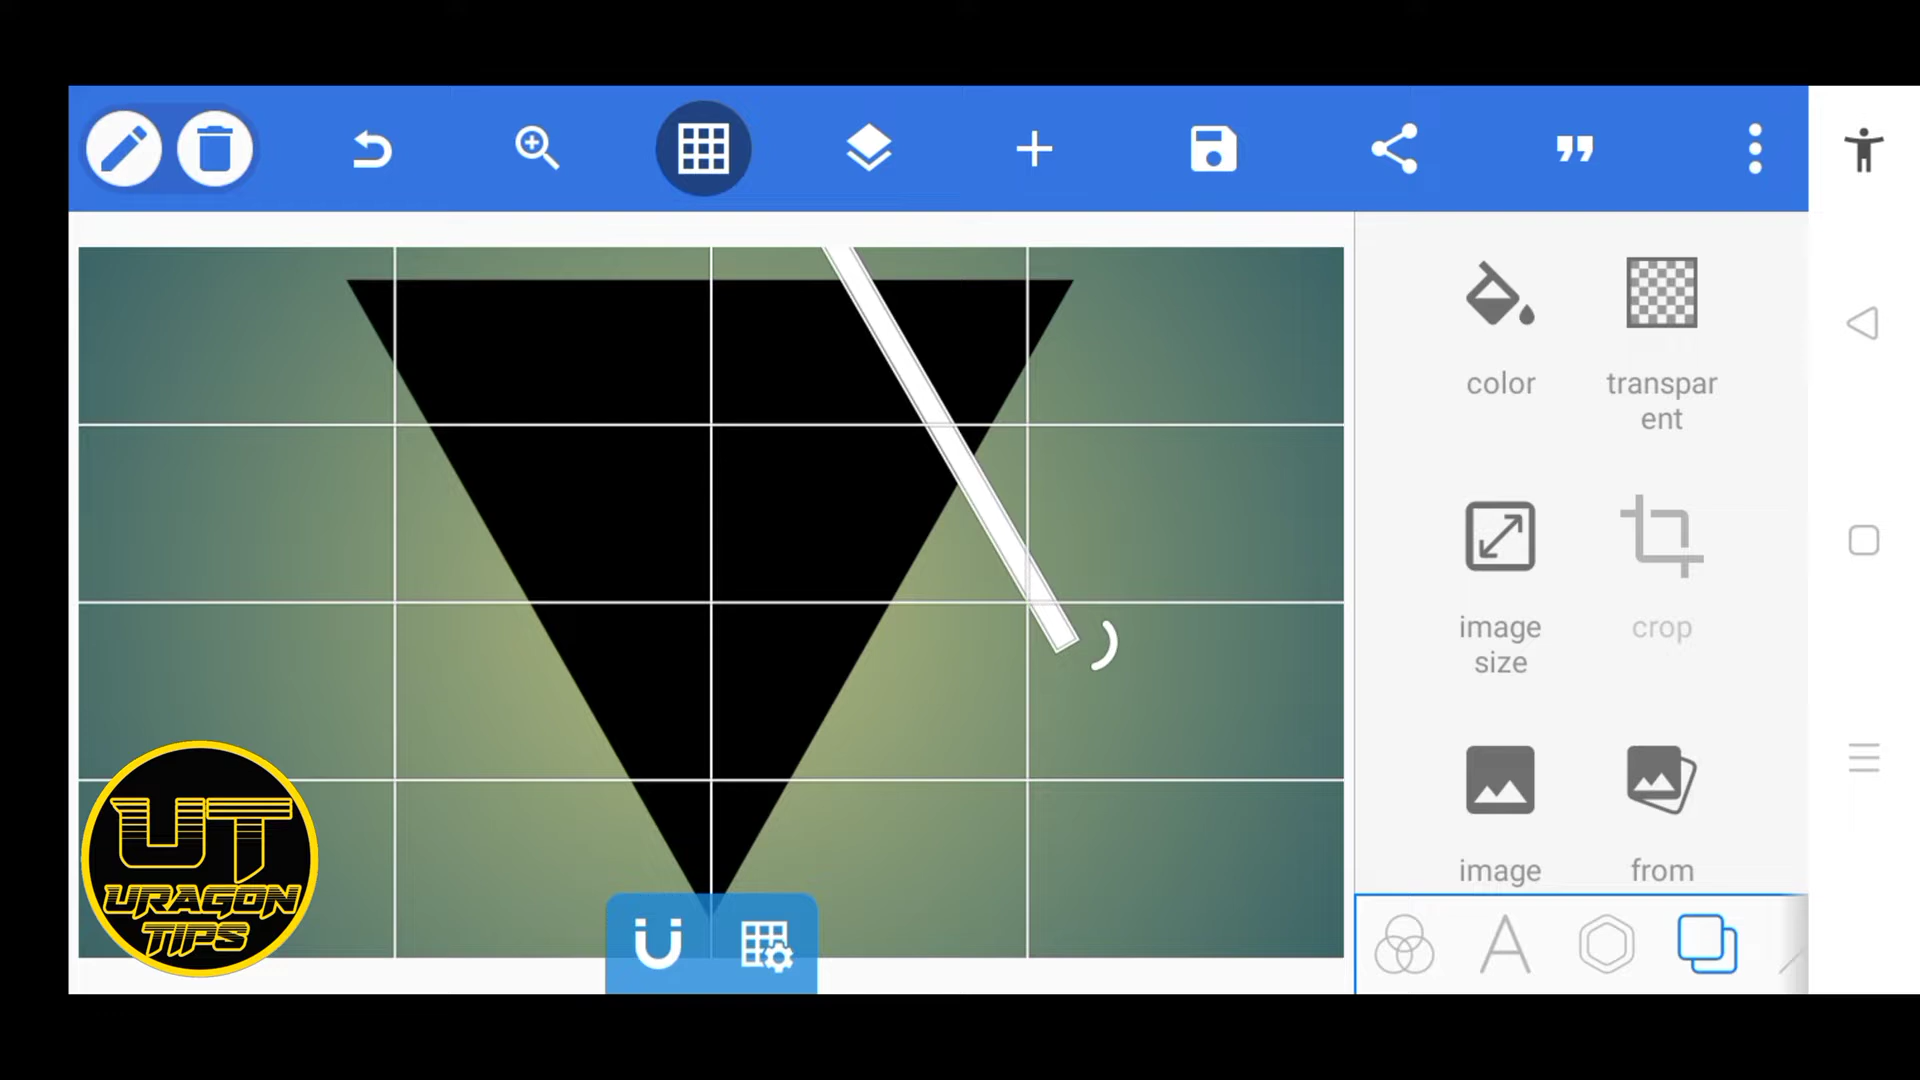 color
transpar
ent
image
size
crop
image
from
UT
URAGON
TIPS